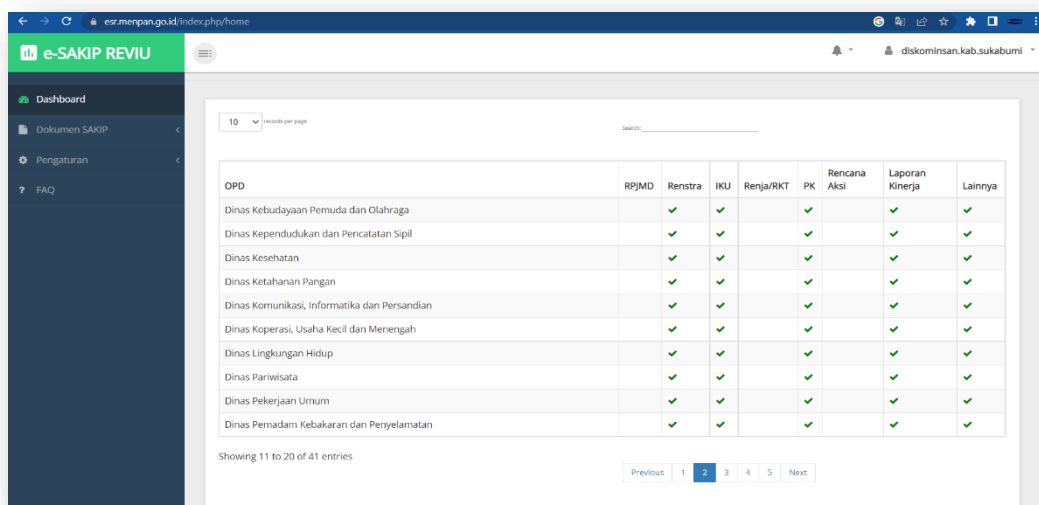 esr.menpan.go.id/index.php/home
e-SAKIP REVIU
diskominsan.kab.sukabumi
Dashboard
Dokumen SAKIP
Pengaturan
? FAQ
10 records per page
Search:
OPD RPJMD Renstra IKU Renja/RKT PK Rencana Aksi Laporan Kinerja Lainnya
Dinas Kebudayaan Pemuda dan Olahraga
Dinas Kependudukan dan Pencatatan Sipil
Dinas Kesehatan
Dinas Ketahanan Pangan
Dinas Komunikasi, Informatika dan Persandian
Dinas Koperasi, Usaha Kecil dan Menengah
Dinas Lingkungan Hidup
Dinas Pariwisata
Dinas Pekerjaan Umum
Dinas Pemadam Kebakaran dan Penyelamatan
Showing 11 to 20 of 41 entries
Previous 1 2 3 4 5 Next